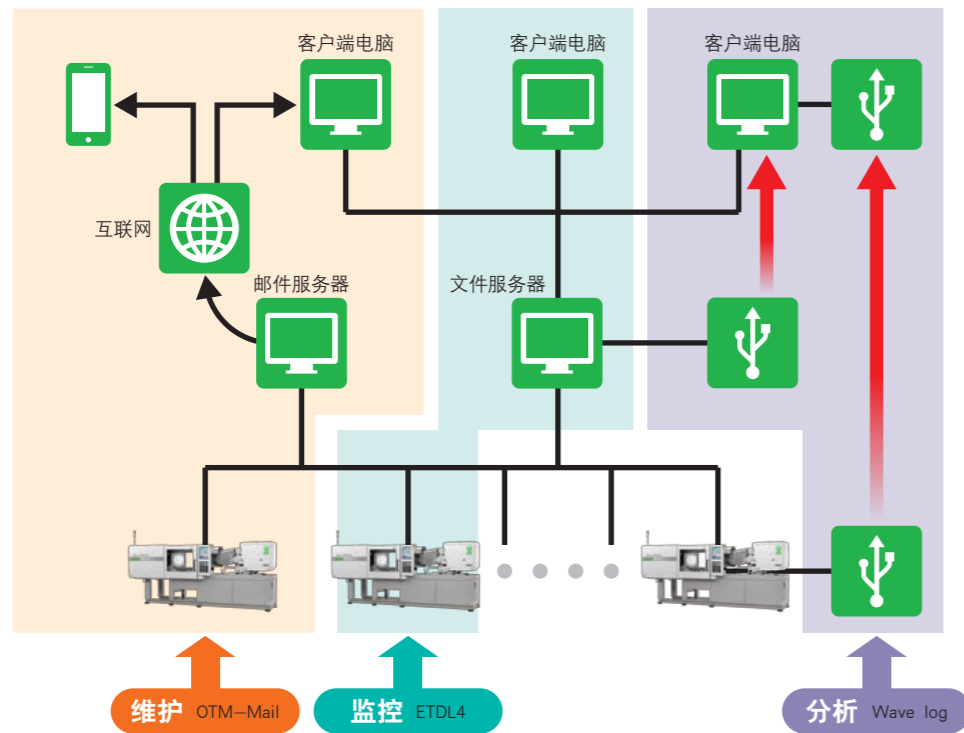 客户端电脑
客户端电脑
客户端电脑
互联网
邮件服务器
文件服务器
维护 OTM—Mail
监控 ETDL4
分析 Wave log